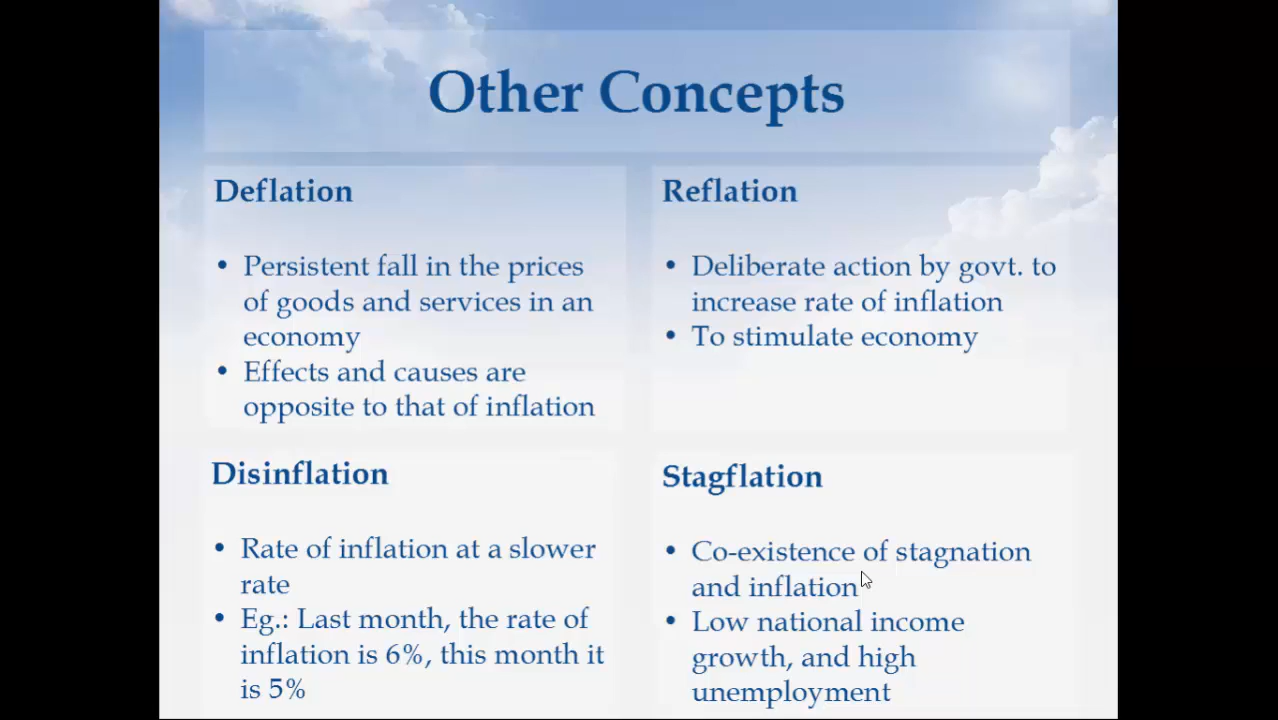 Other Concepts
Deflation
• Persistent fall in the prices
of goods and services in an
economy
• Effects and causes are
opposite to that of inflation
Reflation
• Deliberate action by govt. to
increase rate of inflation
• To stimulate economy
Disinflation
• Rate of inflation at a slower
rate
• Eg.: Last month, the rate of
inflation is 6%, this month it
is 5%
Stagflation
• Co-existence of stagnation
and inflation
• Low national income
growth, and high
unemployment